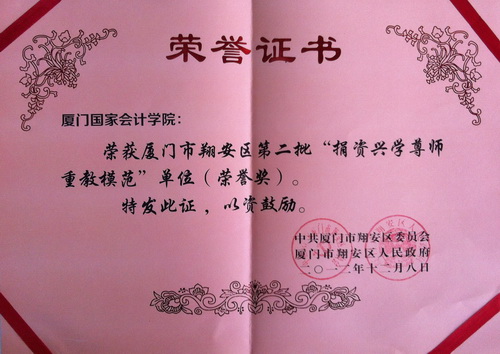 荣誉证书
厦门国家会计学院：
荣获厦门市翔安区第二批“捐资兴学尊师
重教模范”单位（荣誉奖）。
特发此证，以资鼓励。
中共厦门市翔安区委员会
厦门市翔安区人民政府
二〇一二年十二月八日